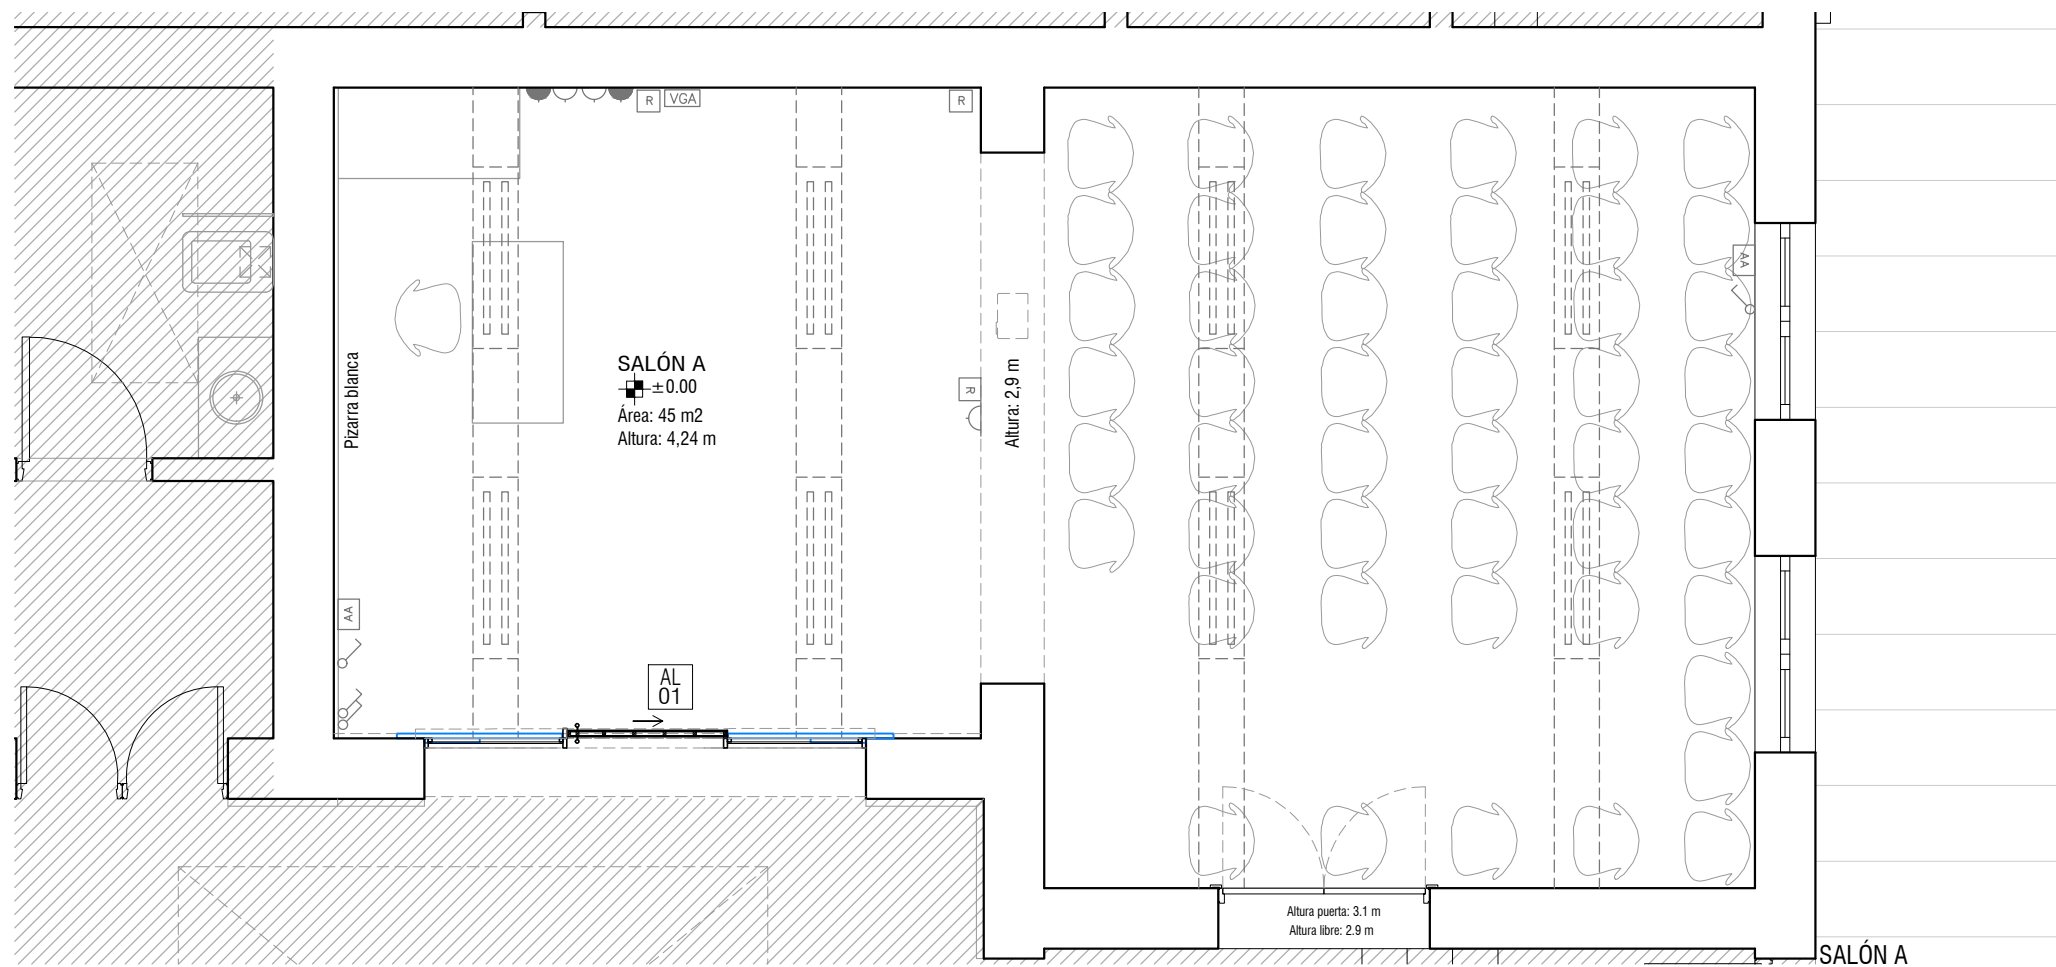 R
VGA
R
AA
SALÓN A
±0.00
Área: 45 m2
Altura: 4,24 m
Pizarra blanca
R
Altura: 2,9 m
AA
AL
01
Altura puerta: 3.1 m
Altura libre: 2.9 m
SALÓN A